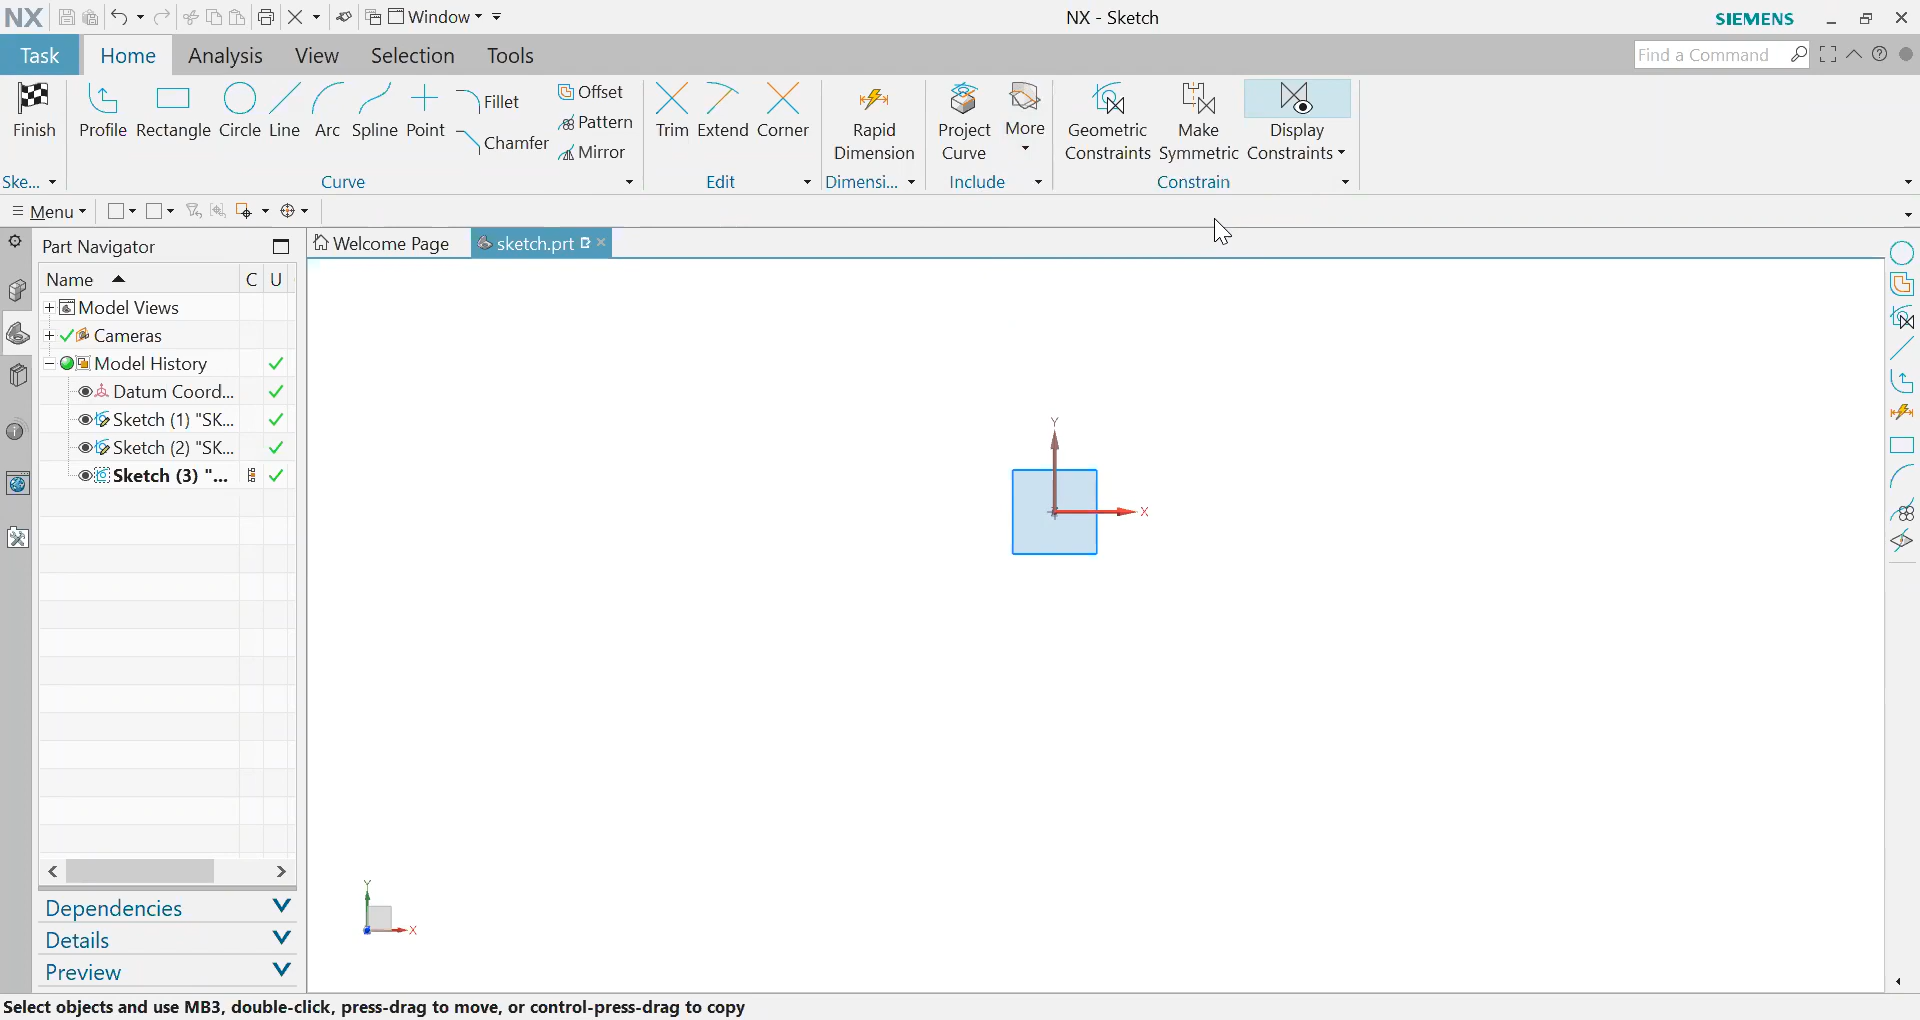 NX
Window
NX - Sketch
SIEMENS
Task
Home
Analysis
View
Selection
Tools
Find a Command
Finish
Profile
Rectangle
Circle
Line
Arc
Spline
Point
Fillet
Chamfer
Offset
Pattern
Mirror
Trim
Extend
Corner
Rapid
Dimension
Project
Curve
More
Geometric
Constraints
Make
Symmetric
Display
Constraints
Ske...
Curve
Edit
Dimensi...
Include
Constrain
Menu
Part Navigator
Welcome Page
sketch.prt
Name
C
U
Model Views
Cameras
Model History
Datum Coord...
Sketch (1) "SK...
Sketch (2) "SK...
Sketch (3) "...
Y
X
Y
X
Dependencies
Details
Preview
Select objects and use MB3, double-click, press-drag to move, or control-press-drag to copy